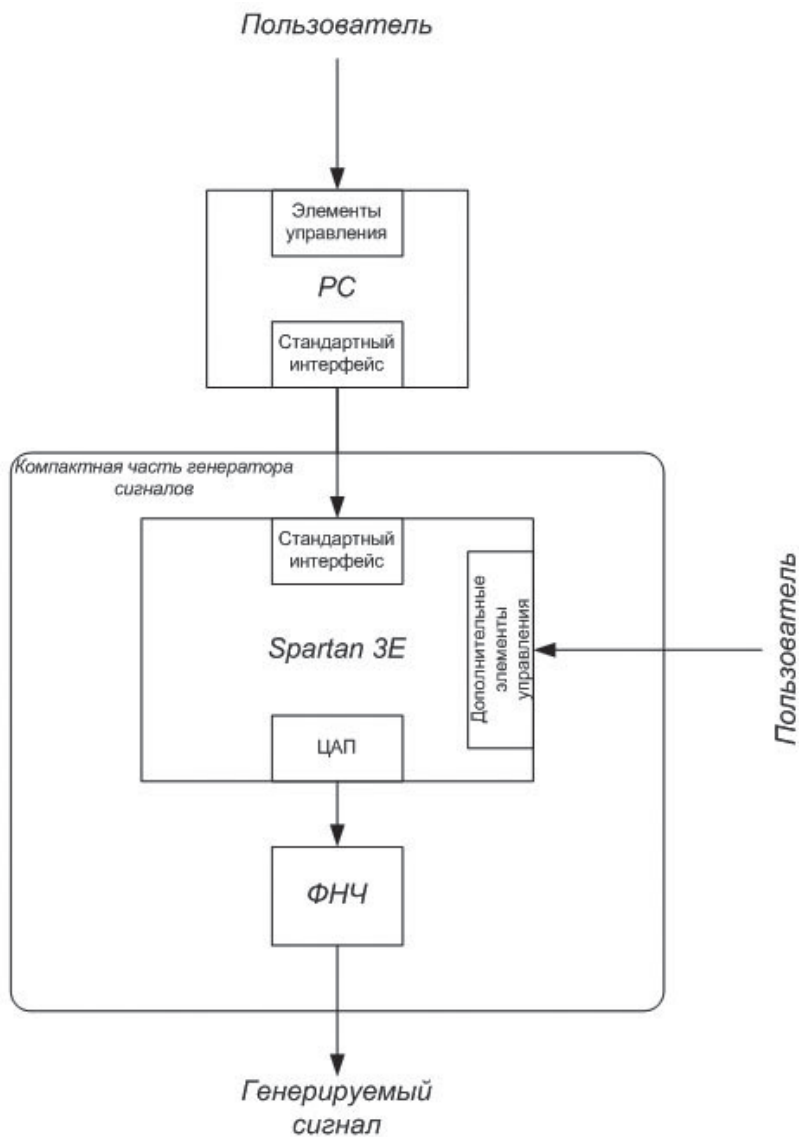 Пользователь
Элементы
управления
PC
Стандартный
интерфейс
Компактная часть генератора
сигналов
Стандартный
интерфейс
Spartan 3E
Дополнительные
элементы
управления
Пользователь
ЦАП
ФНЧ
Генерируемый
сигнал